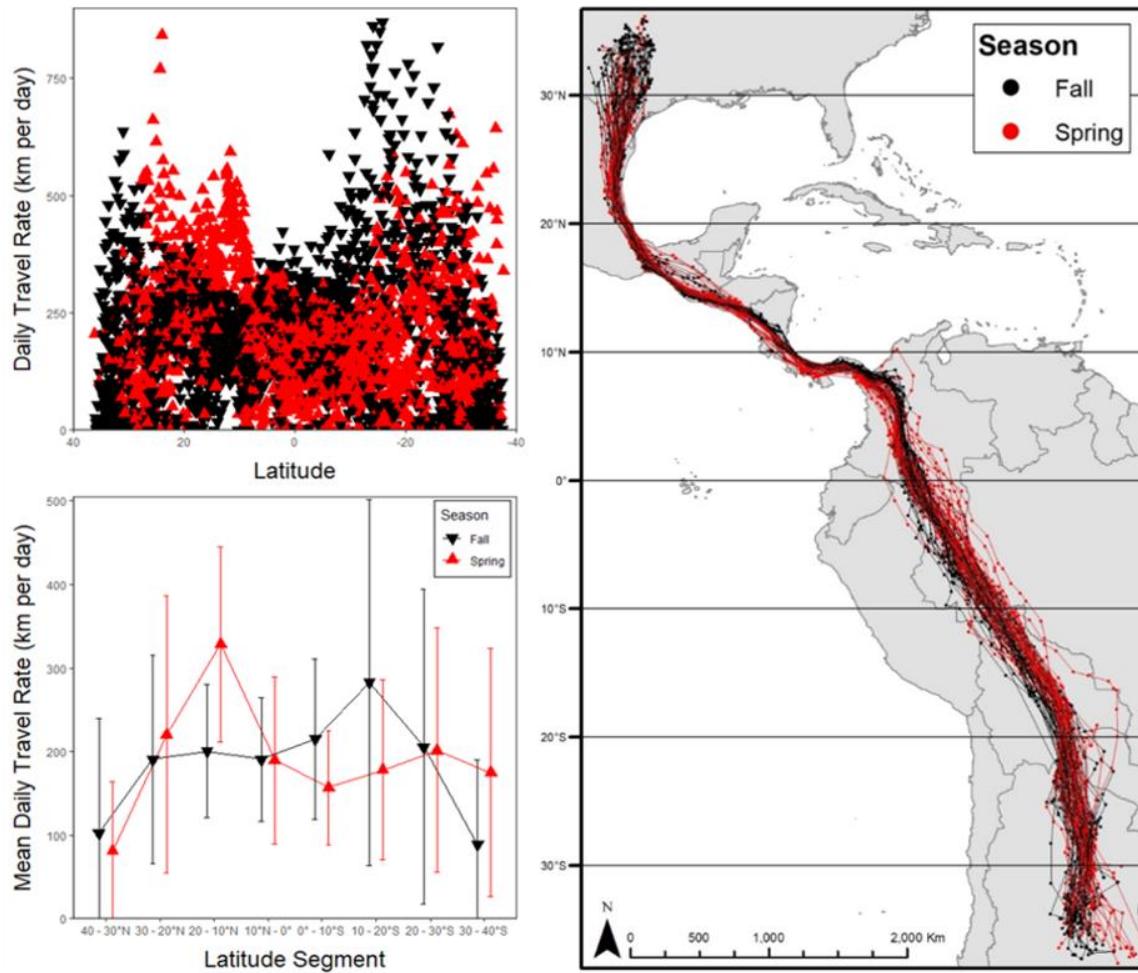 Daily Travel Rate (km per day)
750
500
250
0
40
20
0
-20
-40
Latitude
Mean Daily Travel Rate (km per day)
500
400
300
200
100
0
Season
Fall
Spring
40 - 30°N
30 - 20°N
20 - 10°N
10°N - 0°
0° - 10°S
10 - 20°S
20 - 30°S
30 - 40°S
Latitude Segment
Season
Fall
Spring
30°N
20°N
10°N
0°
10°S
20°S
30°S
N
0 500 1,000 2,000 Km